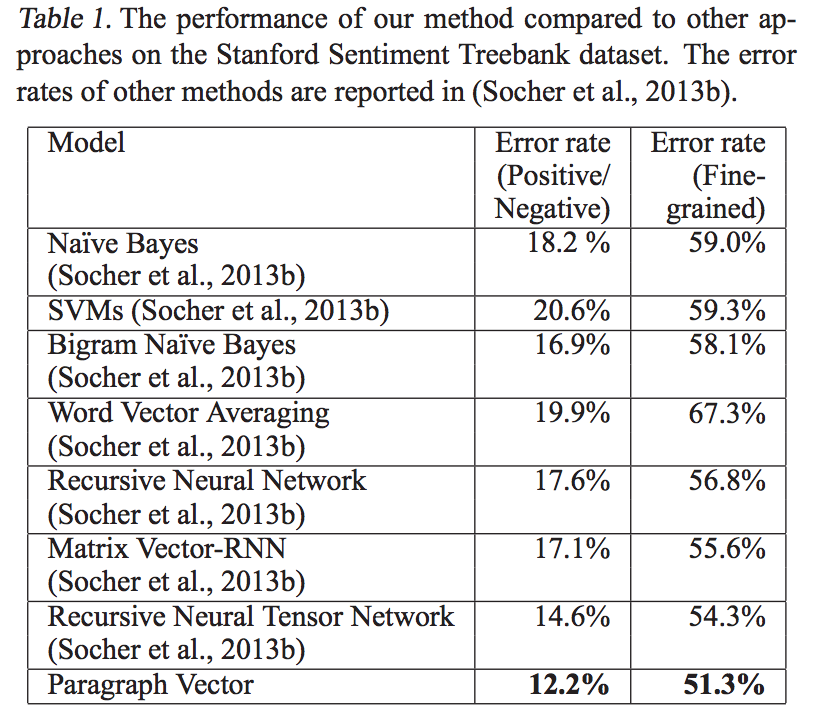 Table 1. The performance of our method compared to other ap-
proaches on the Stanford Sentiment Treebank dataset. The error
rates of other methods are reported in (Socher et al., 2013b).
Model Error rate Error rate
(Positive/ (Fine-
Negative) grained)
Naïve Bayes 18.2 % 59.0%
(Socher et al., 2013b)
SVMs (Socher et al., 2013b) 20.6% 59.3%
Bigram Naïve Bayes 16.9% 58.1%
(Socher et al., 2013b)
Word Vector Averaging 19.9% 67.3%
(Socher et al., 2013b)
Recursive Neural Network 17.6% 56.8%
(Socher et al., 2013b)
Matrix Vector-RNN 17.1% 55.6%
(Socher et al., 2013b)
Recursive Neural Tensor Network 14.6% 54.3%
(Socher et al., 2013b)
Paragraph Vector 12.2% 51.3%